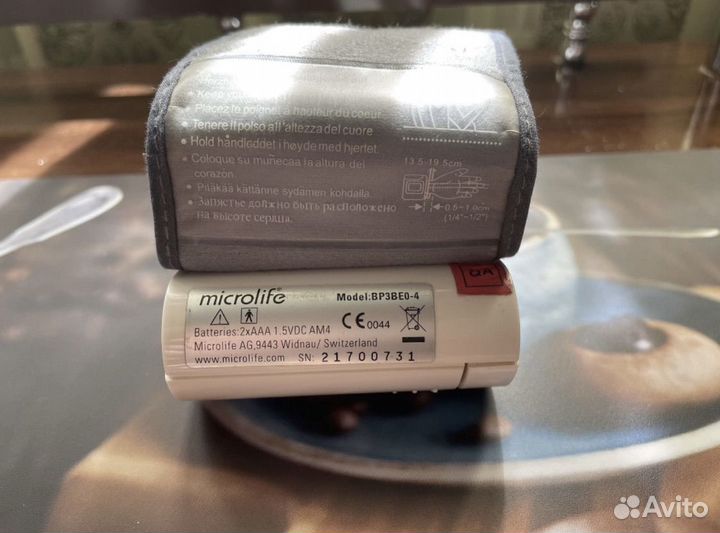 • Keep
• Placez le poignet à hauteur du coeur
• Tenere il polso all'altezza del cuore
• Hold håndleddet i høyde med hjertet.
• Coloque su muñecaa la altura del
corazón.
• Pitäkää kättänne sydämen kohdalla.
• Запястье должно быть расположено
на высоте сердца.
13.5-19.5cm
0.5~1.0cm
(1/4"~1/2")
QA
microlife
Model:BP3BE0-4
Batteries:2xAAA 1.5VDC AM4
CE0044
Microlife AG,9443 Widnau/ Switzerland
www.microlife.com SN: 21700731
Avito